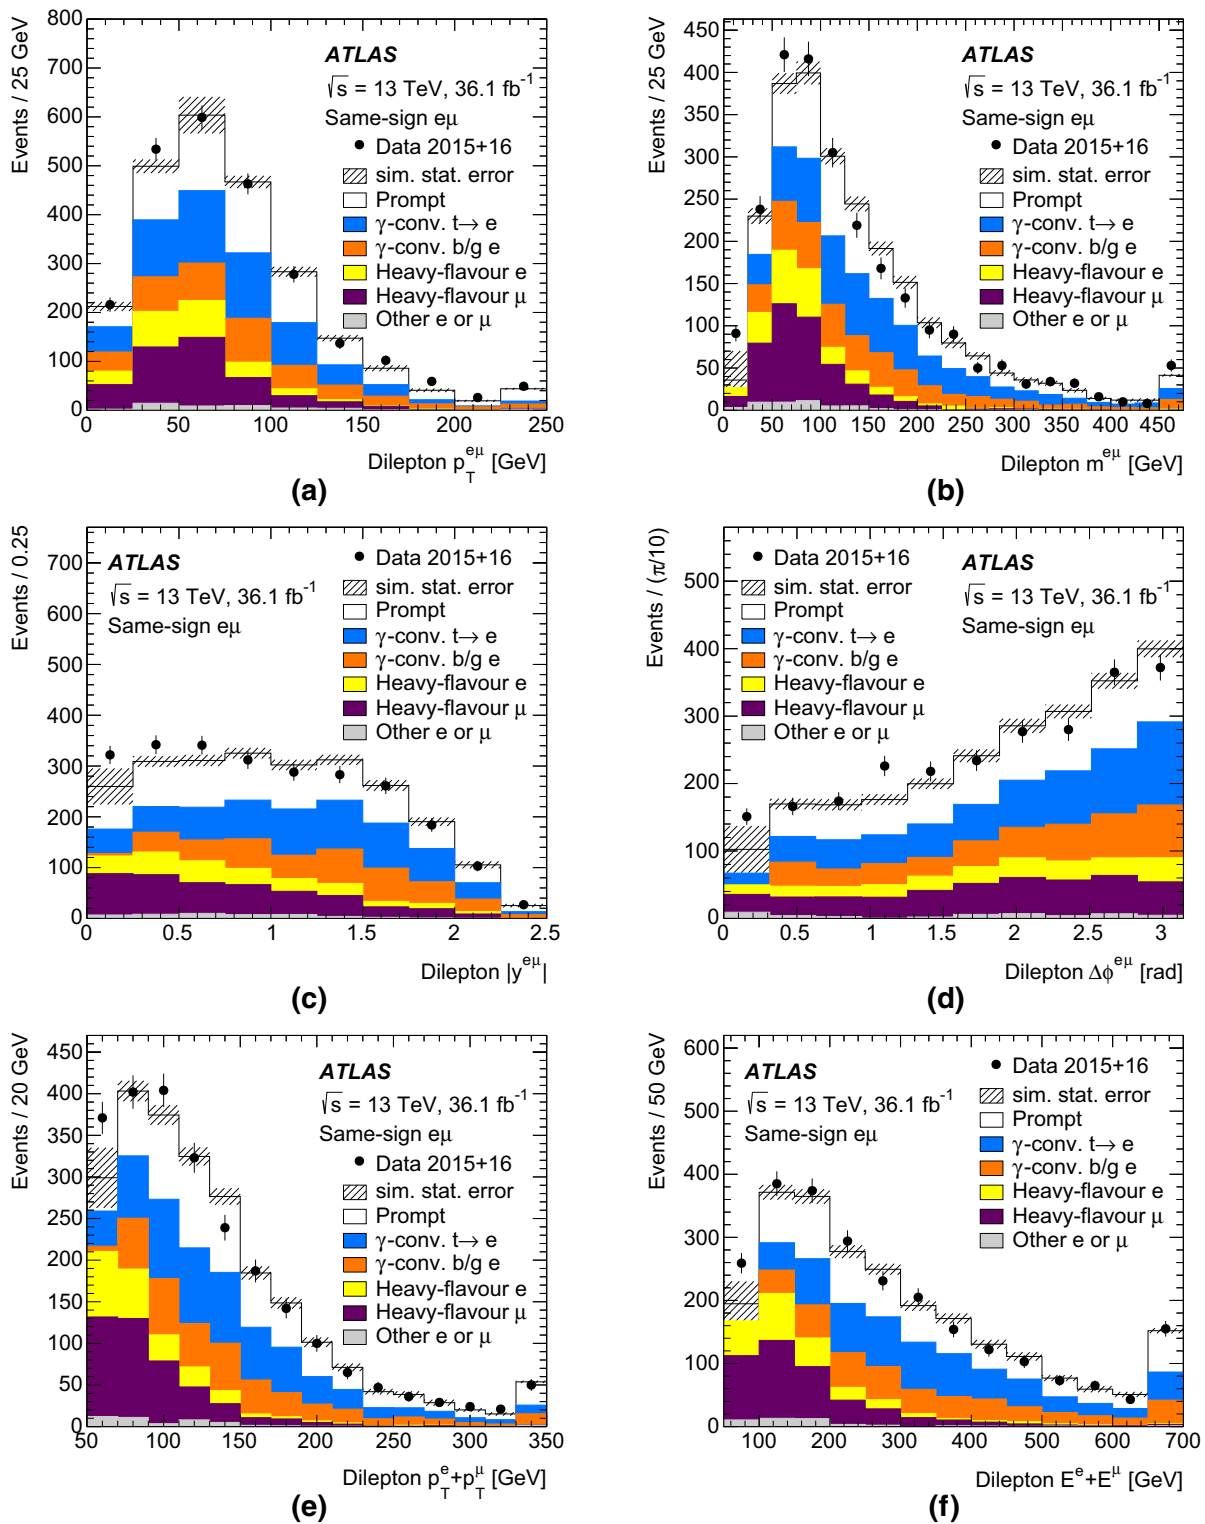 Events / 25 GeV
800
700
600
500
400
300
200
100
0
0 50 100 150 200 250
ATLAS
√s = 13 TeV, 36.1 fb⁻¹
Same-sign eμ
Data 2015+16
sim. stat. error
Prompt
γ-conv. t→ e
γ-conv. b/g e
Heavy-flavour e
Heavy-flavour μ
Other e or μ
Dilepton p_T^eμ [GeV]
(a)
Events / 25 GeV
450
400
350
300
250
200
150
100
50
0
0 50 100 150 200 250 300 350 400 450
ATLAS
√s = 13 TeV, 36.1 fb⁻¹
Same-sign eμ
Data 2015+16
sim. stat. error
Prompt
γ-conv. t→ e
γ-conv. b/g e
Heavy-flavour e
Heavy-flavour μ
Other e or μ
Dilepton m^eμ [GeV]
(b)
Events / 0.25
700
600
500
400
300
200
100
0
0 0.5 1 1.5 2 2.5
ATLAS
√s = 13 TeV, 36.1 fb⁻¹
Same-sign eμ
Data 2015+16
sim. stat. error
Prompt
γ-conv. t→ e
γ-conv. b/g e
Heavy-flavour e
Heavy-flavour μ
Other e or μ
Dilepton |y^eμ|
(c)
Events / (π/10)
500
400
300
200
100
0
0 0.5 1 1.5 2 2.5 3
Data 2015+16
sim. stat. error
Prompt
γ-conv. t→ e
γ-conv. b/g e
Heavy-flavour e
Heavy-flavour μ
Other e or μ
ATLAS
√s = 13 TeV, 36.1 fb⁻¹
Same-sign eμ
Dilepton Δϕ^eμ [rad]
(d)
Events / 20 GeV
450
400
350
300
250
200
150
100
50
0
50 100 150 200 250 300 350
ATLAS
√s = 13 TeV, 36.1 fb⁻¹
Same-sign eμ
Data 2015+16
sim. stat. error
Prompt
γ-conv. t→ e
γ-conv. b/g e
Heavy-flavour e
Heavy-flavour μ
Other e or μ
Dilepton p_T^e+p_T^μ [GeV]
(e)
Events / 50 GeV
600
500
400
300
200
100
0
100 200 300 400 500 600 700
ATLAS
√s = 13 TeV, 36.1 fb⁻¹
Same-sign eμ
Data 2015+16
sim. stat. error
Prompt
γ-conv. t→ e
γ-conv. b/g e
Heavy-flavour e
Heavy-flavour μ
Other e or μ
Dilepton E^e+E^μ [GeV]
(f)